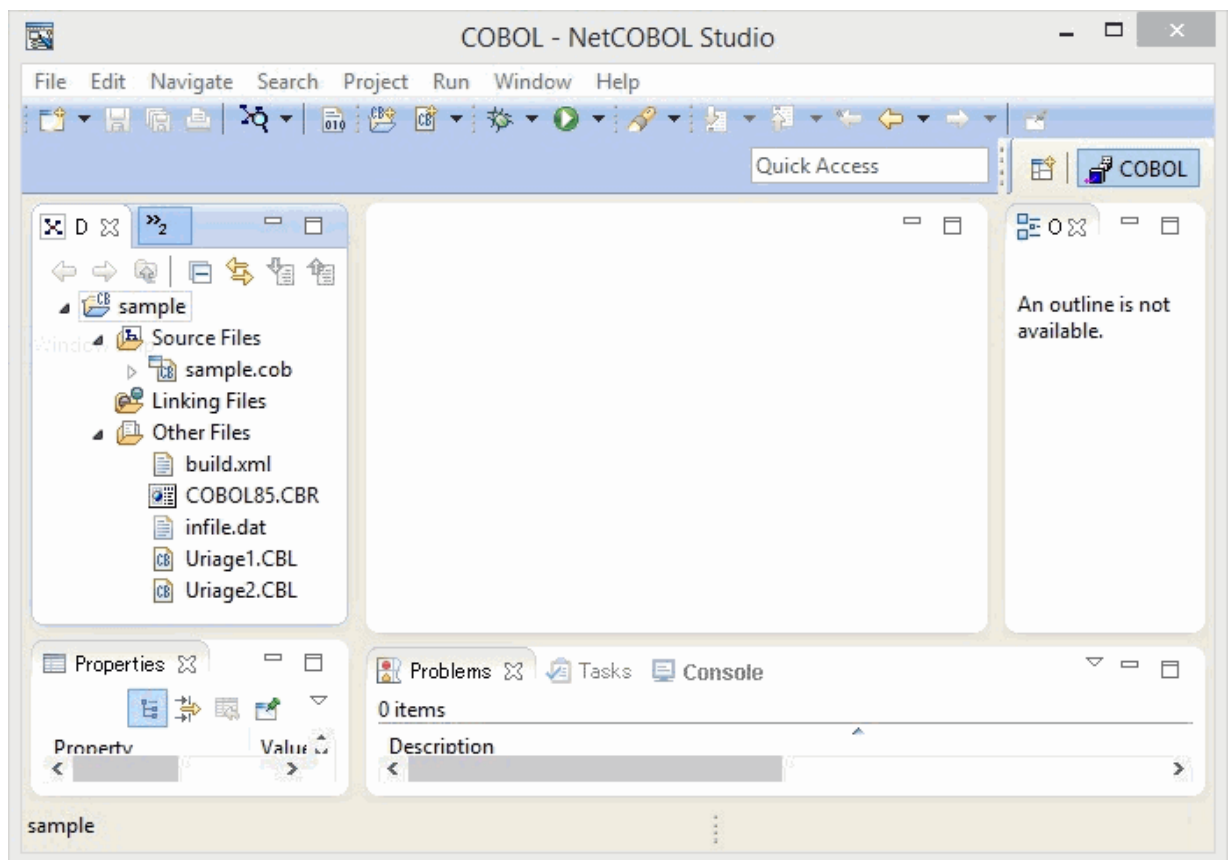 COBOL - NetCOBOL Studio
File Edit Navigate Search Project Run Window Help
Quick Access
COBOL
D
»2
O
sample
Source Files
sample.cob
Linking Files
Other Files
build.xml
COBOL85.CBR
infile.dat
Uriage1.CBL
Uriage2.CBL
An outline is not
available.
Properties
Property Value
Problems Tasks Console
0 items
Description
sample